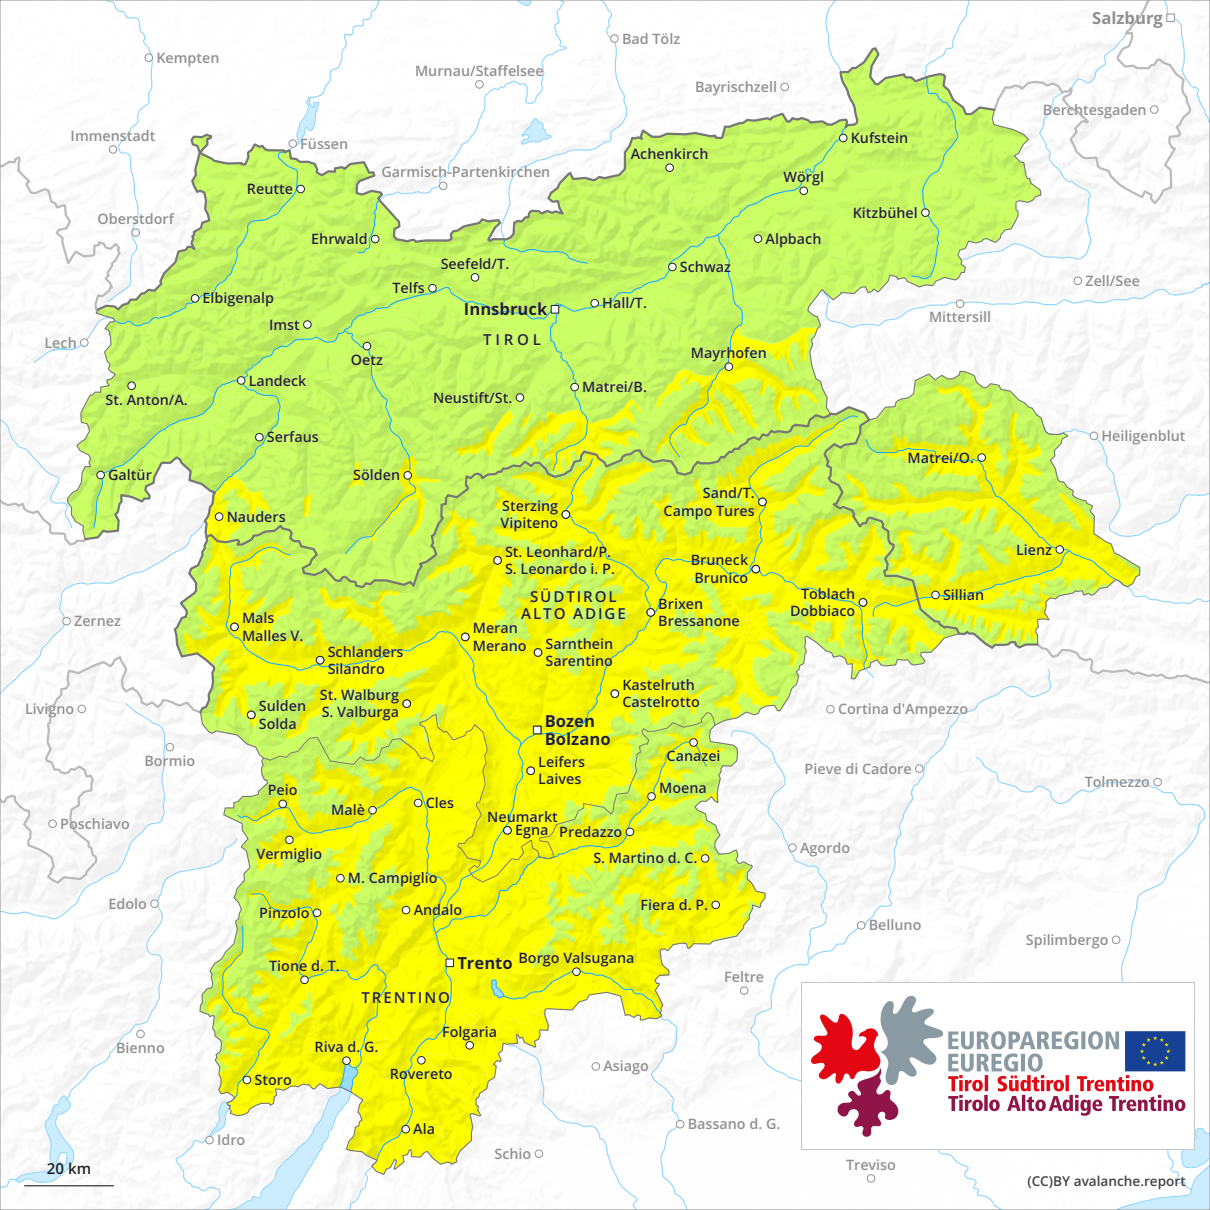 Salzburg
Bad Tölz
Kempten
Murnau/Staffelsee
Bayrischzell
Berchtesgaden
Immenstadt
Füssen
Kufstein
Achenkirch
Garmisch-Partenkirchen
Wörgl
Reutte
Oberstdorf
Kitzbühel
Ehrwald
Alpbach
Seefeld/T.
Schwaz
Zell/See
Telfs
Elbigenalp
Hall/T.
Innsbruck
Mittersill
Imst
TIROL
Lech
Oetz
Mayrhofen
Landeck
Matrei/B.
St. Anton/A.
Neustift/St.
Serfaus
Heiligenblut
Matrei/O.
Galtür
Sölden
Sand/T.
Campo Tures
Sterzing
Vipiteno
Nauders
St. Leonhard/P.
S. Leonardo i. P.
Lienz
Bruneck
Brunico
SÜDTIROL
ALTO ADIGE
Toblach
Dobbiaco
Sillian
Brixen
Bressanone
Zernez
Mals
Malles V.
Meran
Merano
Sarnthein
Sarentino
Schlanders
Silandro
Kastelruth
Castelrotto
St. Walburg
S. Valburga
Livigno
Sulden
Solda
Cortina d'Ampezzo
Bozen
Bolzano
Bormio
Canazei
Leifers
Laives
Pieve di Cadore
Tolmezzo
Peio
Moena
Malè
Cles
Neumarkt
Egna
Poschiavo
Predazzo
Vermiglio
Agordo
S. Martino d. C.
M. Campiglio
Edolo
Pinzolo
Andalo
Fiera d. P.
Belluno
Spilimbergo
Trento
Borgo Valsugana
Tione d. T.
Feltre
TRENTINO
Folgaria
Bienno
Riva d. G.
EUROPAREGION
EUREGIO
Tirol Südtirol Trentino
Tirolo Alto Adige Trentino
Asiago
Rovereto
Storo
Bassano d. G.
Ala
Idro
Schio
Treviso
20 km
(CC)BY avalanche.report